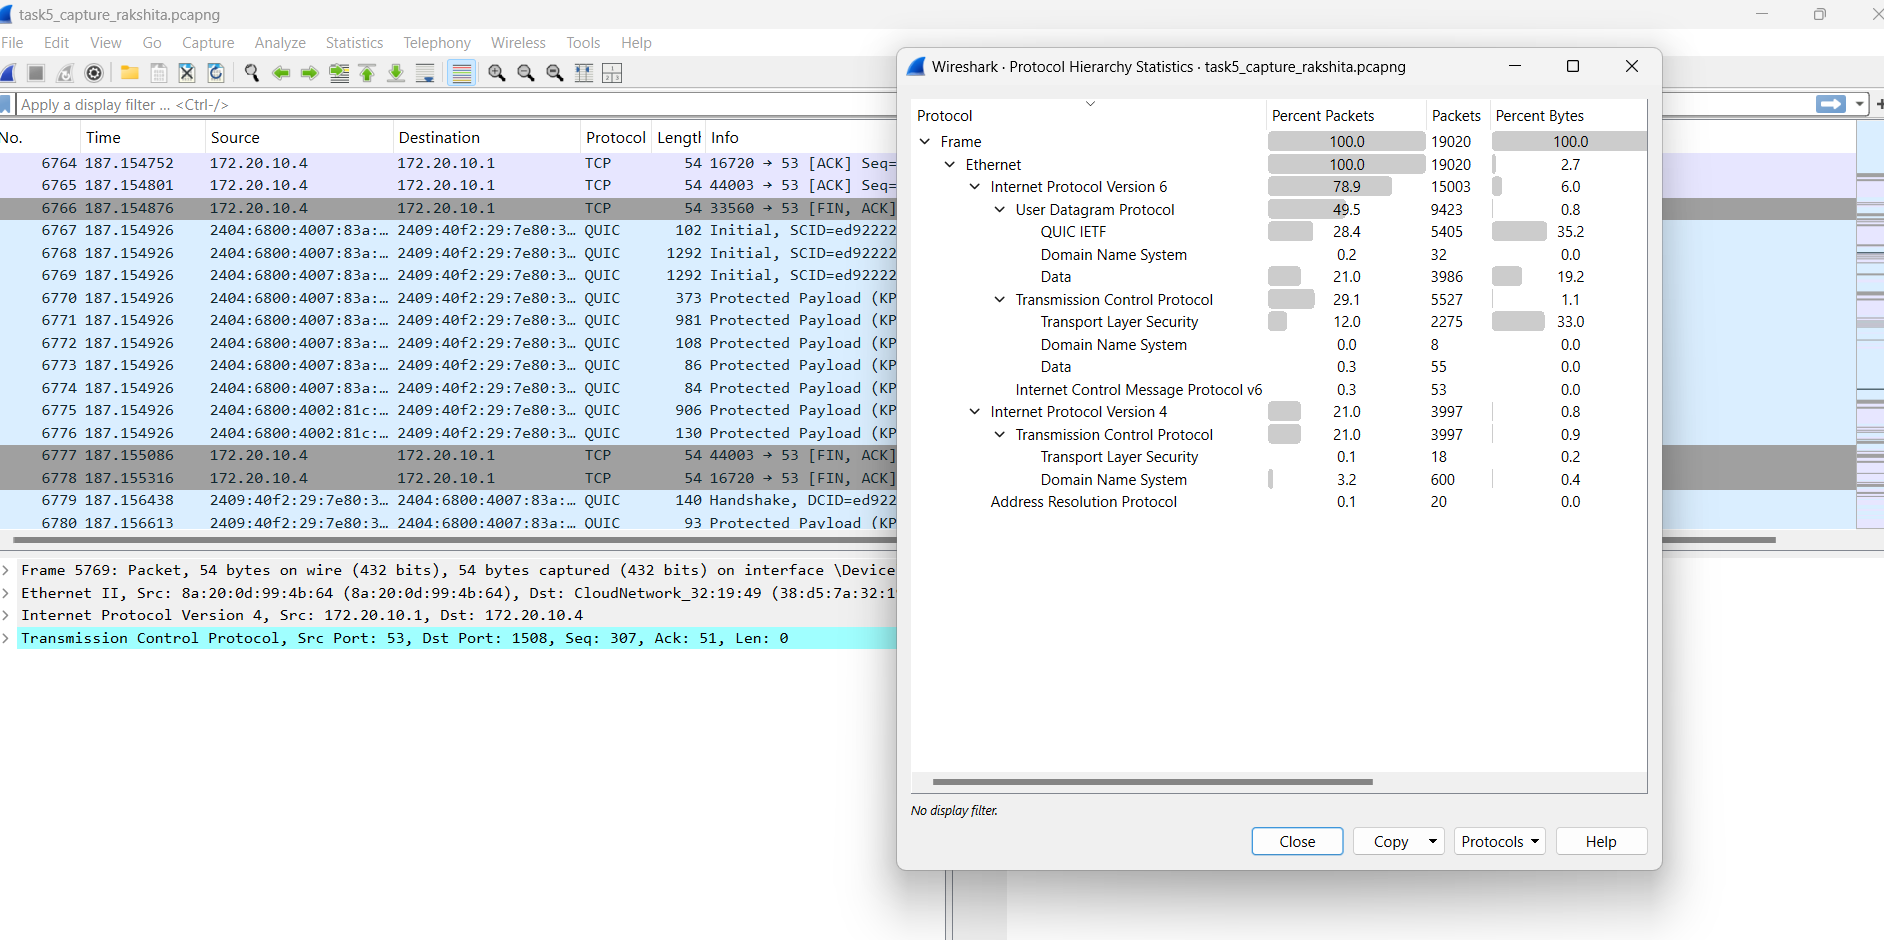 task5_capture_rakshita.pcapng
File Edit View Go Capture Analyze Statistics Telephony Wireless Tools Help
Apply a display filter ... <Ctrl-/>
No. Time Source Destination Protocol Lengtl Info
6764 187.154752 172.20.10.4 172.20.10.1 TCP 54 16720 → 53 [ACK] Seq=
6765 187.154801 172.20.10.4 172.20.10.1 TCP 54 44003 → 53 [ACK] Seq=
6766 187.154876 172.20.10.4 172.20.10.1 TCP 54 33560 → 53 [FIN, ACK]
6767 187.154926 2404:6800:4007:83a:… 2409:40f2:29:7e80:3… QUIC 102 Initial, SCID=ed92222
6768 187.154926 2404:6800:4007:83a:… 2409:40f2:29:7e80:3… QUIC 1292 Initial, SCID=ed92222
6769 187.154926 2404:6800:4007:83a:… 2409:40f2:29:7e80:3… QUIC 1292 Initial, SCID=ed92222
6770 187.154926 2404:6800:4007:83a:… 2409:40f2:29:7e80:3… QUIC 373 Protected Payload (KP
6771 187.154926 2404:6800:4007:83a:… 2409:40f2:29:7e80:3… QUIC 981 Protected Payload (KP
6772 187.154926 2404:6800:4007:83a:… 2409:40f2:29:7e80:3… QUIC 108 Protected Payload (KP
6773 187.154926 2404:6800:4007:83a:… 2409:40f2:29:7e80:3… QUIC 86 Protected Payload (KP
6774 187.154926 2404:6800:4007:83a:… 2409:40f2:29:7e80:3… QUIC 84 Protected Payload (KP
6775 187.154926 2404:6800:4002:81c:… 2409:40f2:29:7e80:3… QUIC 906 Protected Payload (KP
6776 187.154926 2404:6800:4002:81c:… 2409:40f2:29:7e80:3… QUIC 130 Protected Payload (KP
6777 187.155086 172.20.10.4 172.20.10.1 TCP 54 44003 → 53 [FIN, ACK]
6778 187.155316 172.20.10.4 172.20.10.1 TCP 54 16720 → 53 [FIN, ACK]
6779 187.156438 2409:40f2:29:7e80:3… 2404:6800:4007:83a:… QUIC 140 Handshake, DCID=ed922
6780 187.156613 2409:40f2:29:7e80:3… 2404:6800:4007:83a:… QUIC 93 Protected Payload (KP
Frame 5769: Packet, 54 bytes on wire (432 bits), 54 bytes captured (432 bits) on interface \Device
Ethernet II, Src: 8a:20:0d:99:4b:64 (8a:20:0d:99:4b:64), Dst: CloudNetwork_32:19:49 (38:d5:7a:32:19
Internet Protocol Version 4, Src: 172.20.10.1, Dst: 172.20.10.4
Transmission Control Protocol, Src Port: 53, Dst Port: 1508, Seq: 307, Ack: 51, Len: 0
Wireshark · Protocol Hierarchy Statistics · task5_capture_rakshita.pcapng
Protocol Percent Packets Packets Percent Bytes
Frame 100.0 19020 100.0
Ethernet 100.0 19020 2.7
Internet Protocol Version 6 78.9 15003 6.0
User Datagram Protocol 49.5 9423 0.8
QUIC IETF 28.4 5405 35.2
Domain Name System 0.2 32 0.0
Data 21.0 3986 19.2
Transmission Control Protocol 29.1 5527 1.1
Transport Layer Security 12.0 2275 33.0
Domain Name System 0.0 8 0.0
Data 0.3 55 0.0
Internet Control Message Protocol v6 0.3 53 0.0
Internet Protocol Version 4 21.0 3997 0.8
Transmission Control Protocol 21.0 3997 0.9
Transport Layer Security 0.1 18 0.2
Domain Name System 3.2 600 0.4
Address Resolution Protocol 0.1 20 0.0
No display filter.
Close Copy Protocols Help